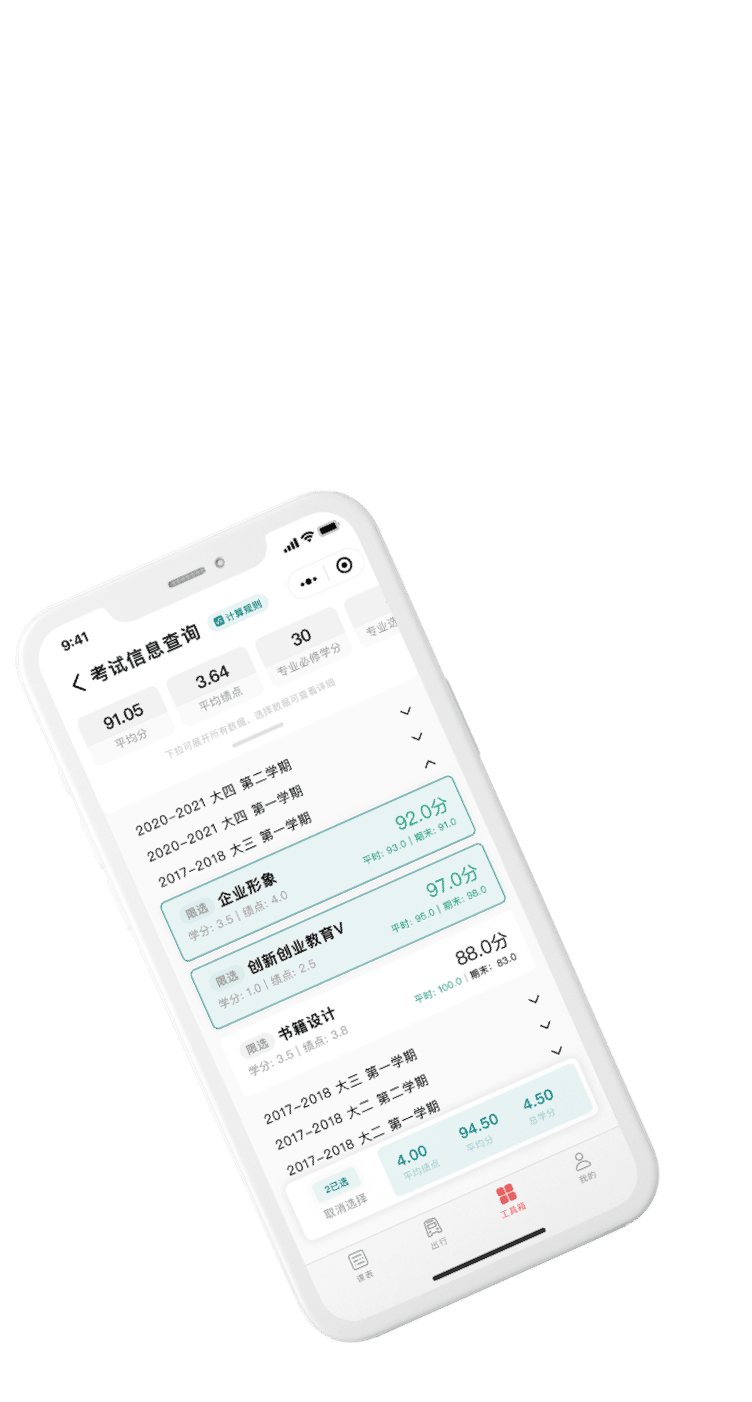 9:41
考试信息查询 计算规则
91.05 3.64 30
平均分 平均绩点 专业必修学分 专业选
下拉可展开所有数据，选择数据可查看详细
2020-2021 大四 第二学期
2020-2021 大四 第一学期
2017-2018 大三 第一学期
限选 企业形象 92.0分
学分: 3.5 | 绩点: 4.0 平时: 93.0 | 期末: 91.0
限选 创新创业教育V 97.0分
学分: 1.0 | 绩点: 2.5 平时: 95.0 | 期末: 98.0
限选 书籍设计 88.0分
学分: 3.5 | 绩点: 3.8 平时: 100.0 | 期末: 83.0
2017-2018 大三 第一学期
2017-2018 大二 第二学期
2017-2018 大二 第一学期
2已选 4.00 94.50 4.50
取消选择 平均绩点 平均分 总学分
课表 出行 工具箱 我的